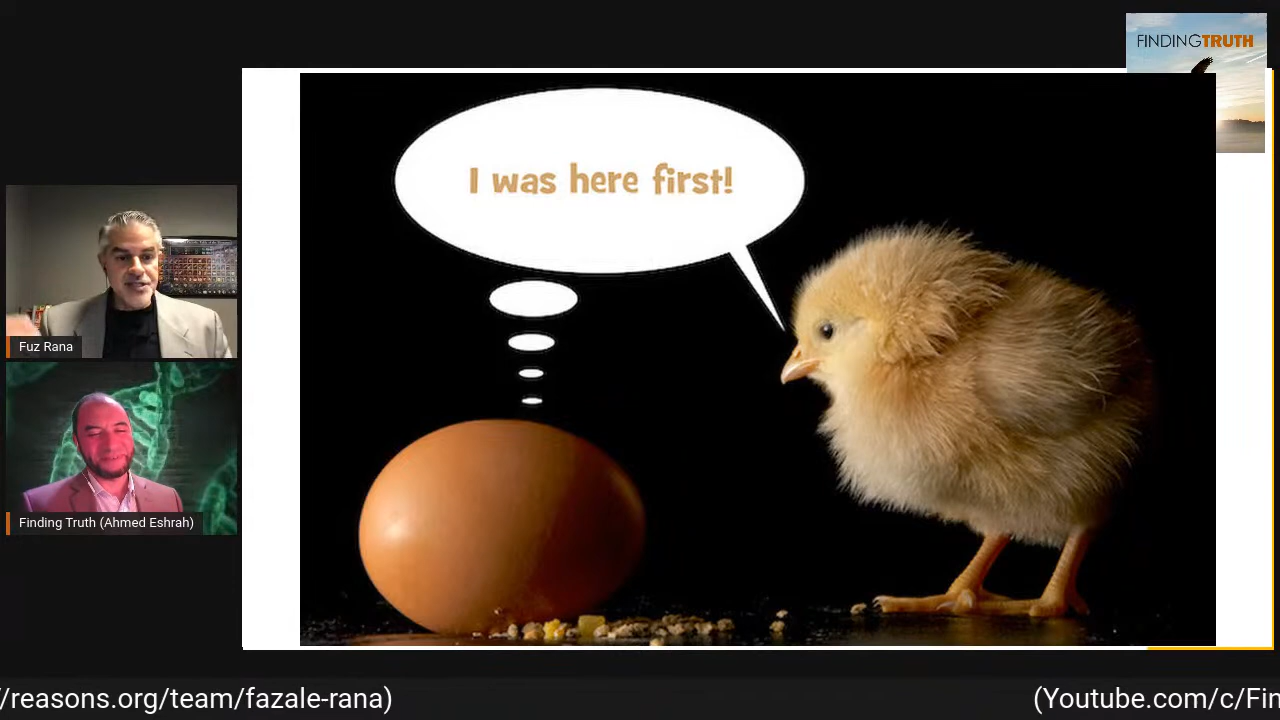 FINDINGTRUTH
I was here first!
Fuz Rana
Finding Truth (Ahmed Eshrah)
/reasons.org/team/fazale-rana)
(Youtube.com/c/Fin